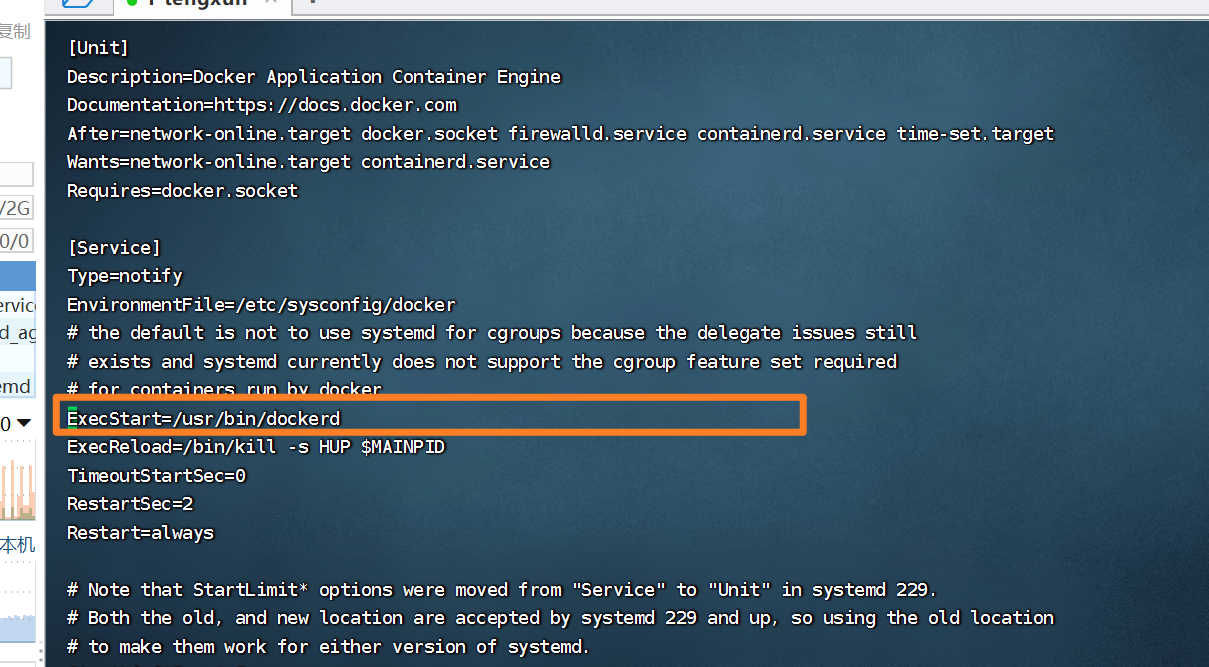 1 tengxun
复制
[Unit]
Description=Docker Application Container Engine
Documentation=https://docs.docker.com
After=network-online.target docker.socket firewalld.service containerd.service time-set.target
Wants=network-online.target containerd.service
Requires=docker.socket
/2G
0/0
[Service]
Type=notify
EnvironmentFile=/etc/sysconfig/docker
# the default is not to use systemd for cgroups because the delegate issues still
# exists and systemd currently does not support the cgroup feature set required
# for containers run by docker
ExecStart=/usr/bin/dockerd
ExecReload=/bin/kill -s HUP $MAINPID
TimeoutStartSec=0
RestartSec=2
Restart=always
本机
# Note that StartLimit* options were moved from "Service" to "Unit" in systemd 229.
# Both the old, and new location are accepted by systemd 229 and up, so using the old location
# to make them work for either version of systemd.